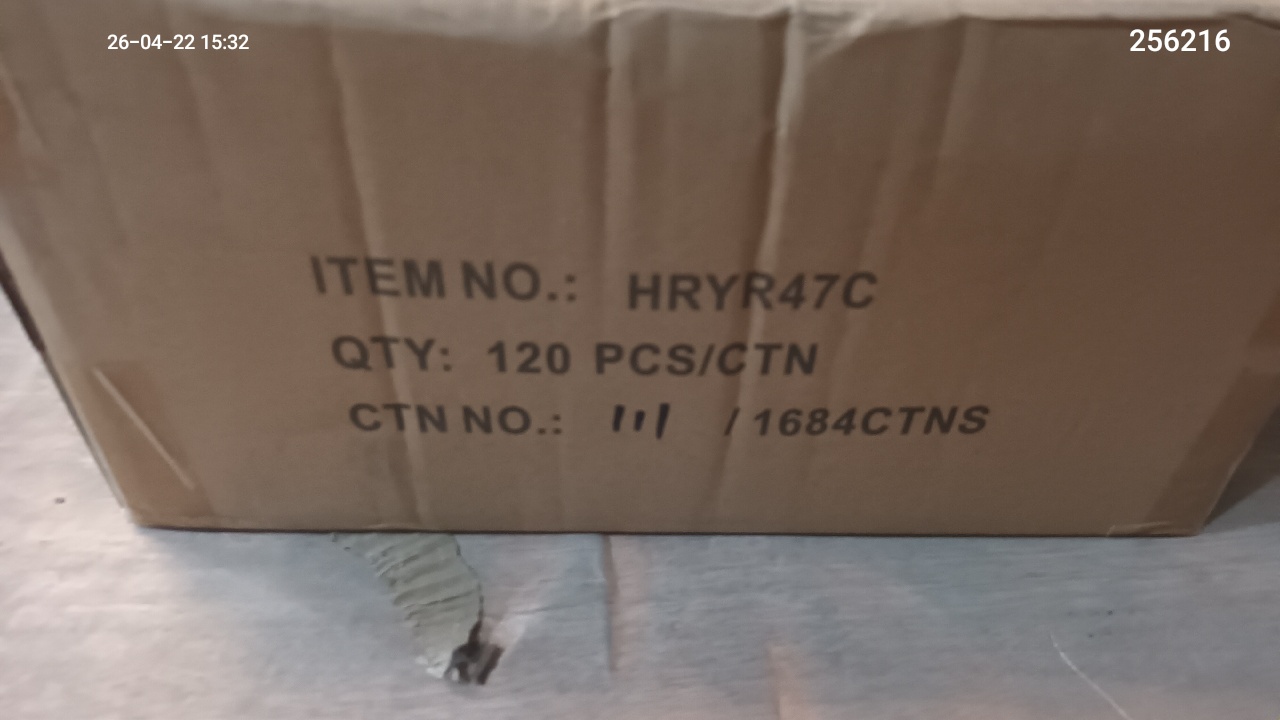 26-04-22 15:32
256216
ITEM NO.: HRYR47C
QTY: 120 PCS/CTN
CTN NO.: 111 / 1684CTNS